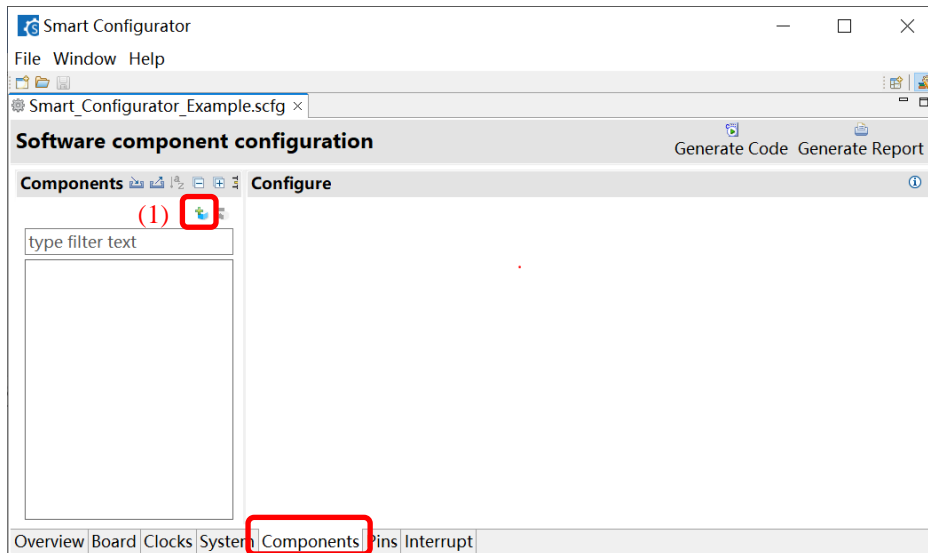 Smart Configurator
File Window Help
Smart_Configurator_Example.scfg
Software component configuration
Generate Code Generate Report
Components
Configure
(1)
type filter text
Overview Board Clocks System Components Pins Interrupt